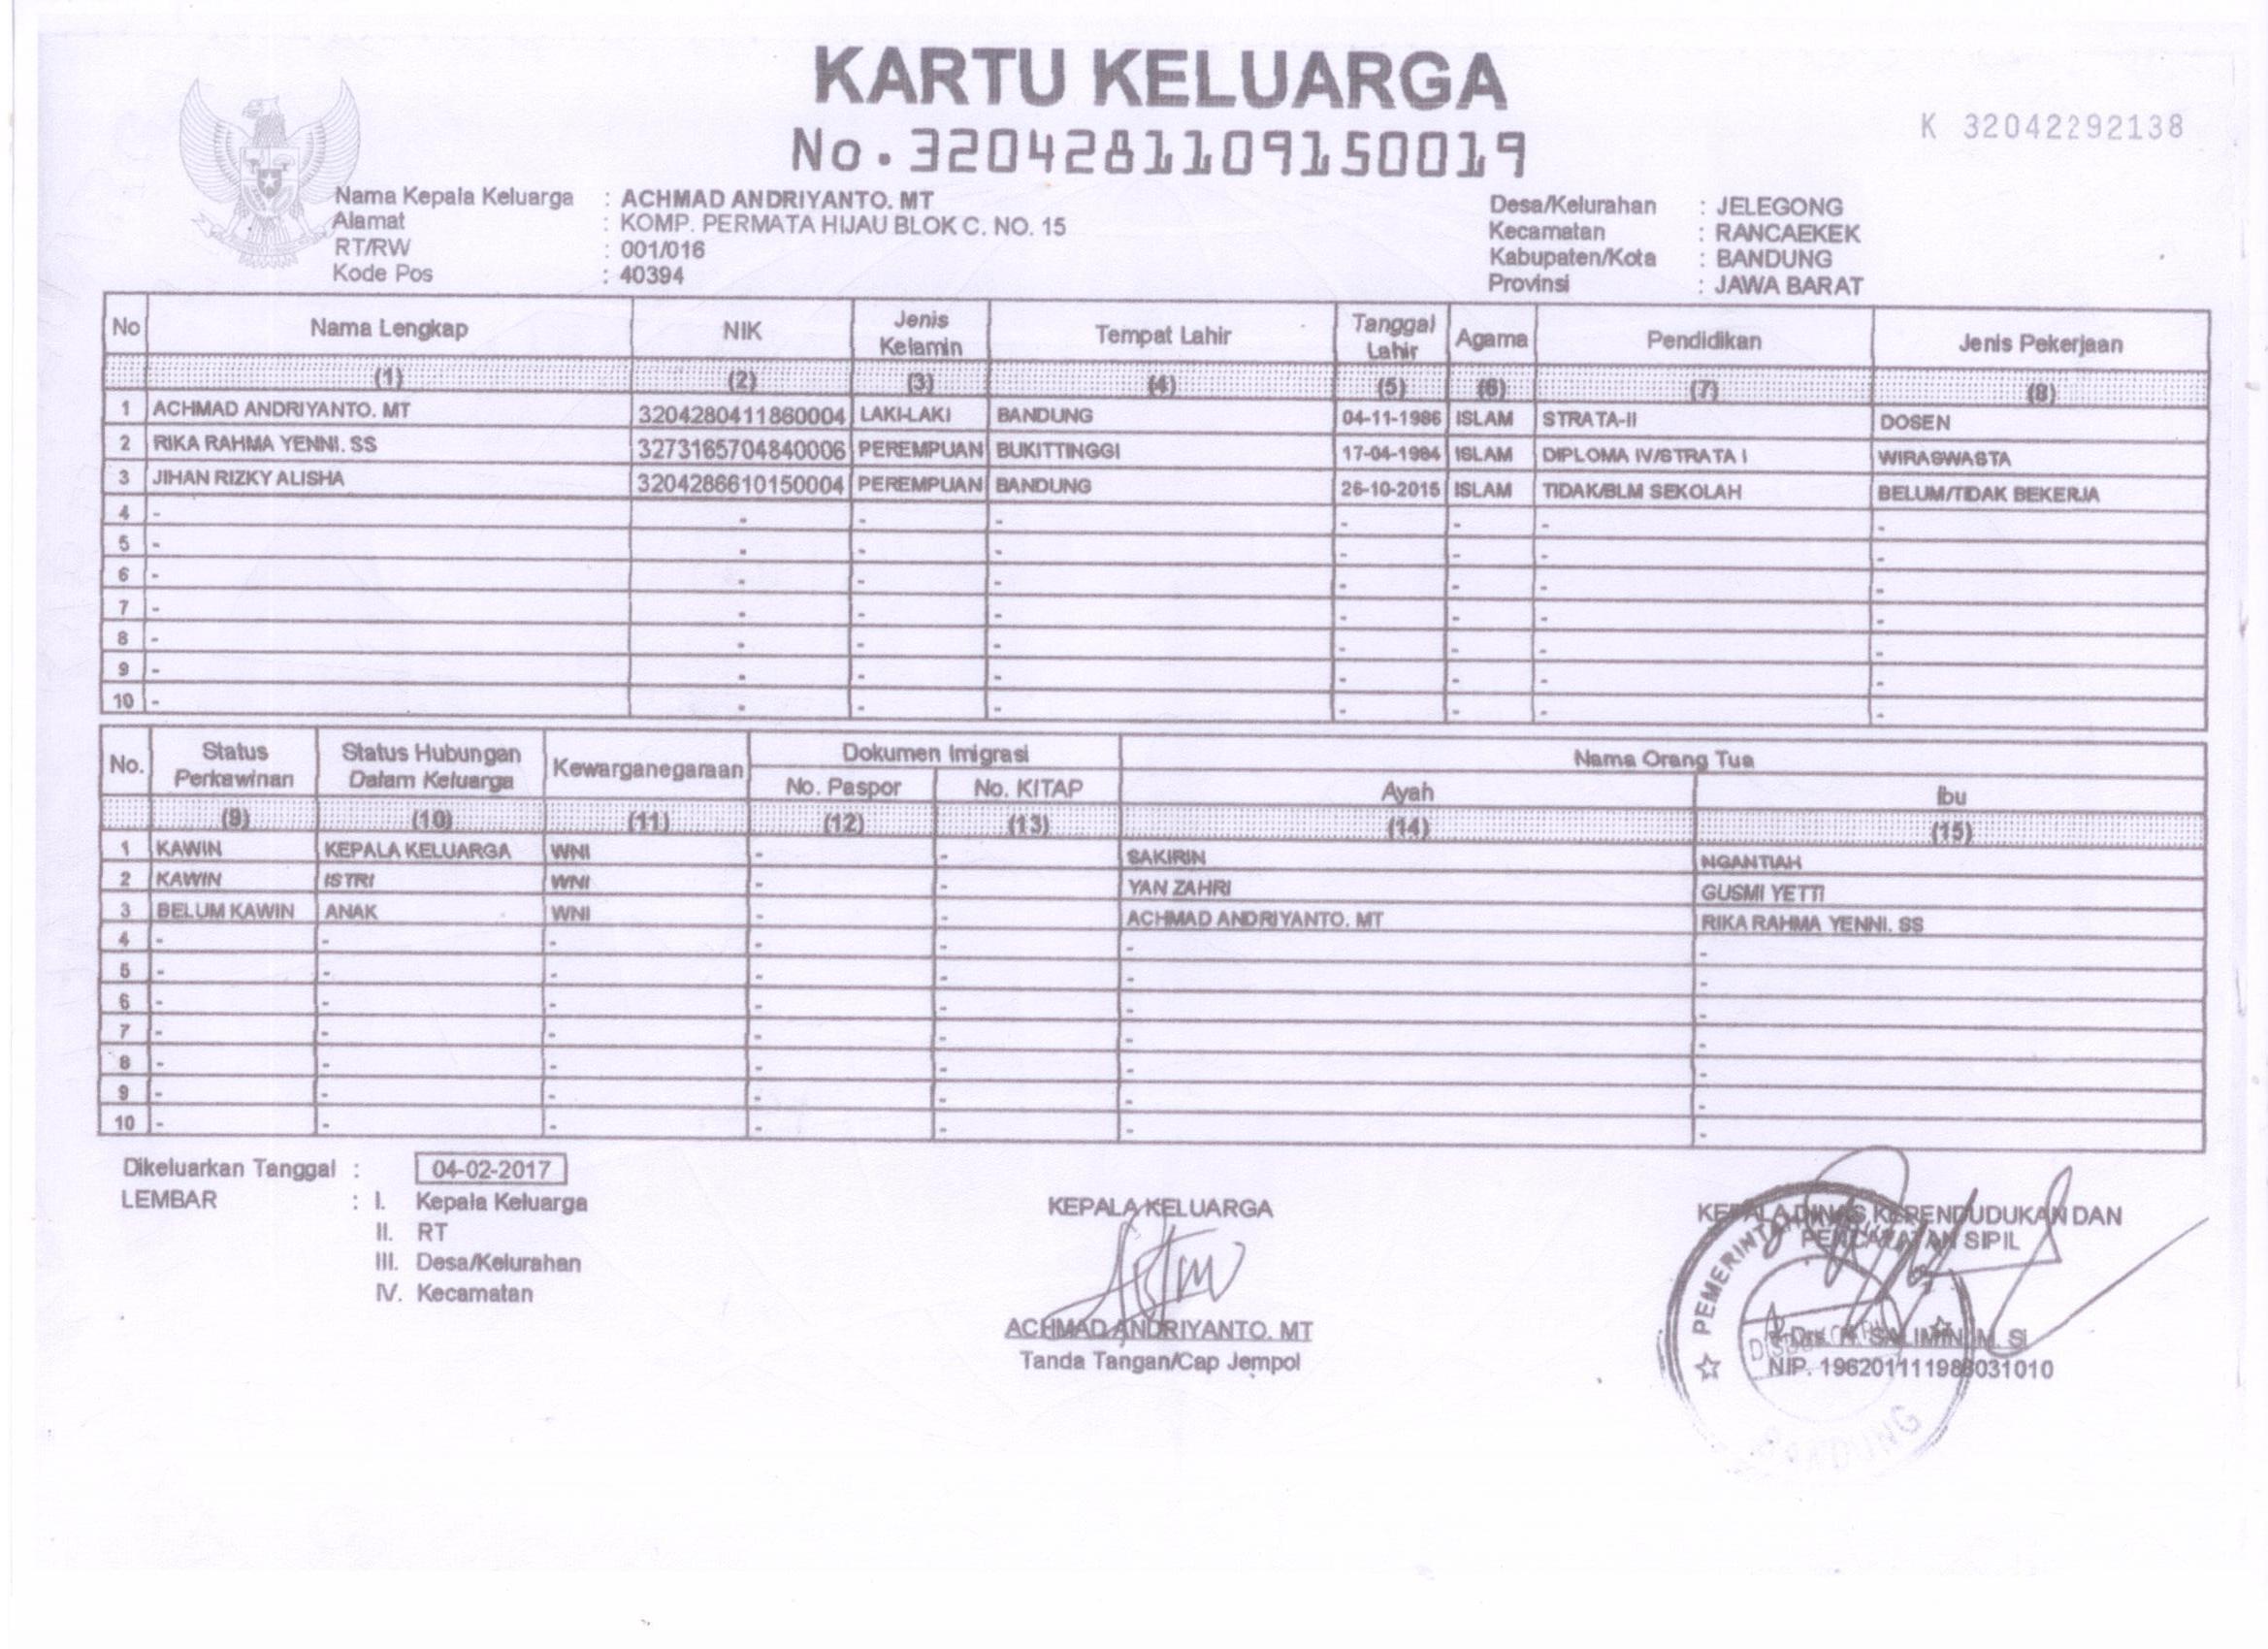 KARTU KELUARGA
No. 3204281109150019
K 32042292138
Nama Kepala Keluarga : ACHMAD ANDRIYANTO. MT
Alamat : KOMP. PERMATA HIJAU BLOK C. NO. 15
RT/RW : 001/016
Kode Pos : 40394
Desa/Kelurahan : JELEGONG
Kecamatan : RANCAEKEK
Kabupaten/Kota : BANDUNG
Provinsi : JAWA BARAT
No Nama Lengkap NIK Jenis Kelamin Tempat Lahir Tanggal Lahir Agama Pendidikan Jenis Pekerjaan
(1) (2) (3) (4) (5) (6) (7) (8)
1 ACHMAD ANDRIYANTO. MT 3204280411860004 LAKI-LAKI BANDUNG 04-11-1986 ISLAM STRATA-II DOSEN
2 RIKA RAHMA YENNI. SS 3273165704840006 PEREMPUAN BUKITTINGGI 17-04-1984 ISLAM DIPLOMA IV/STRATA I WIRASWASTA
3 JIHAN RIZKY ALISHA 3204286610150004 PEREMPUAN BANDUNG 26-10-2015 ISLAM TIDAK/BLM SEKOLAH BELUM/TIDAK BEKERJA
4 - - - - - - - -
5 - - - - - - - -
6 - - - - - - - -
7 - - - - - - - -
8 - - - - - - - -
9 - - - - - - - -
10 - - - - - - - -
No. Status Perkawinan Status Hubungan Dalam Keluarga Kewarganegaraan Dokumen Imigrasi Nama Orang Tua
No. Paspor No. KITAP Ayah Ibu
(9) (10) (11) (12) (13) (14) (15)
1 KAWIN KEPALA KELUARGA WNI - - SAKIRIN NGANTIAH
2 KAWIN ISTRI WNI - - YAN ZAHRI GUSMI YETTI
3 BELUM KAWIN ANAK WNI - - ACHMAD ANDRIYANTO. MT RIKA RAHMA YENNI. SS
4 - - - - - - -
5 - - - - - - -
6 - - - - - - -
7 - - - - - - -
8 - - - - - - -
9 - - - - - - -
10 - - - - - - -
Dikeluarkan Tanggal : 04-02-2017
LEMBAR : I. Kepala Keluarga
II. RT
III. Desa/Kelurahan
IV. Kecamatan
KEPALA KELUARGA
ACHMAD ANDRIYANTO. MT
Tanda Tangan/Cap Jempol
KEPALA DINAS KEPENDUDUKAN DAN
PENCATATAN SIPIL
Drs. H. SALIMIN, M. Si
NIP. 196201111988031010
BANDUNG